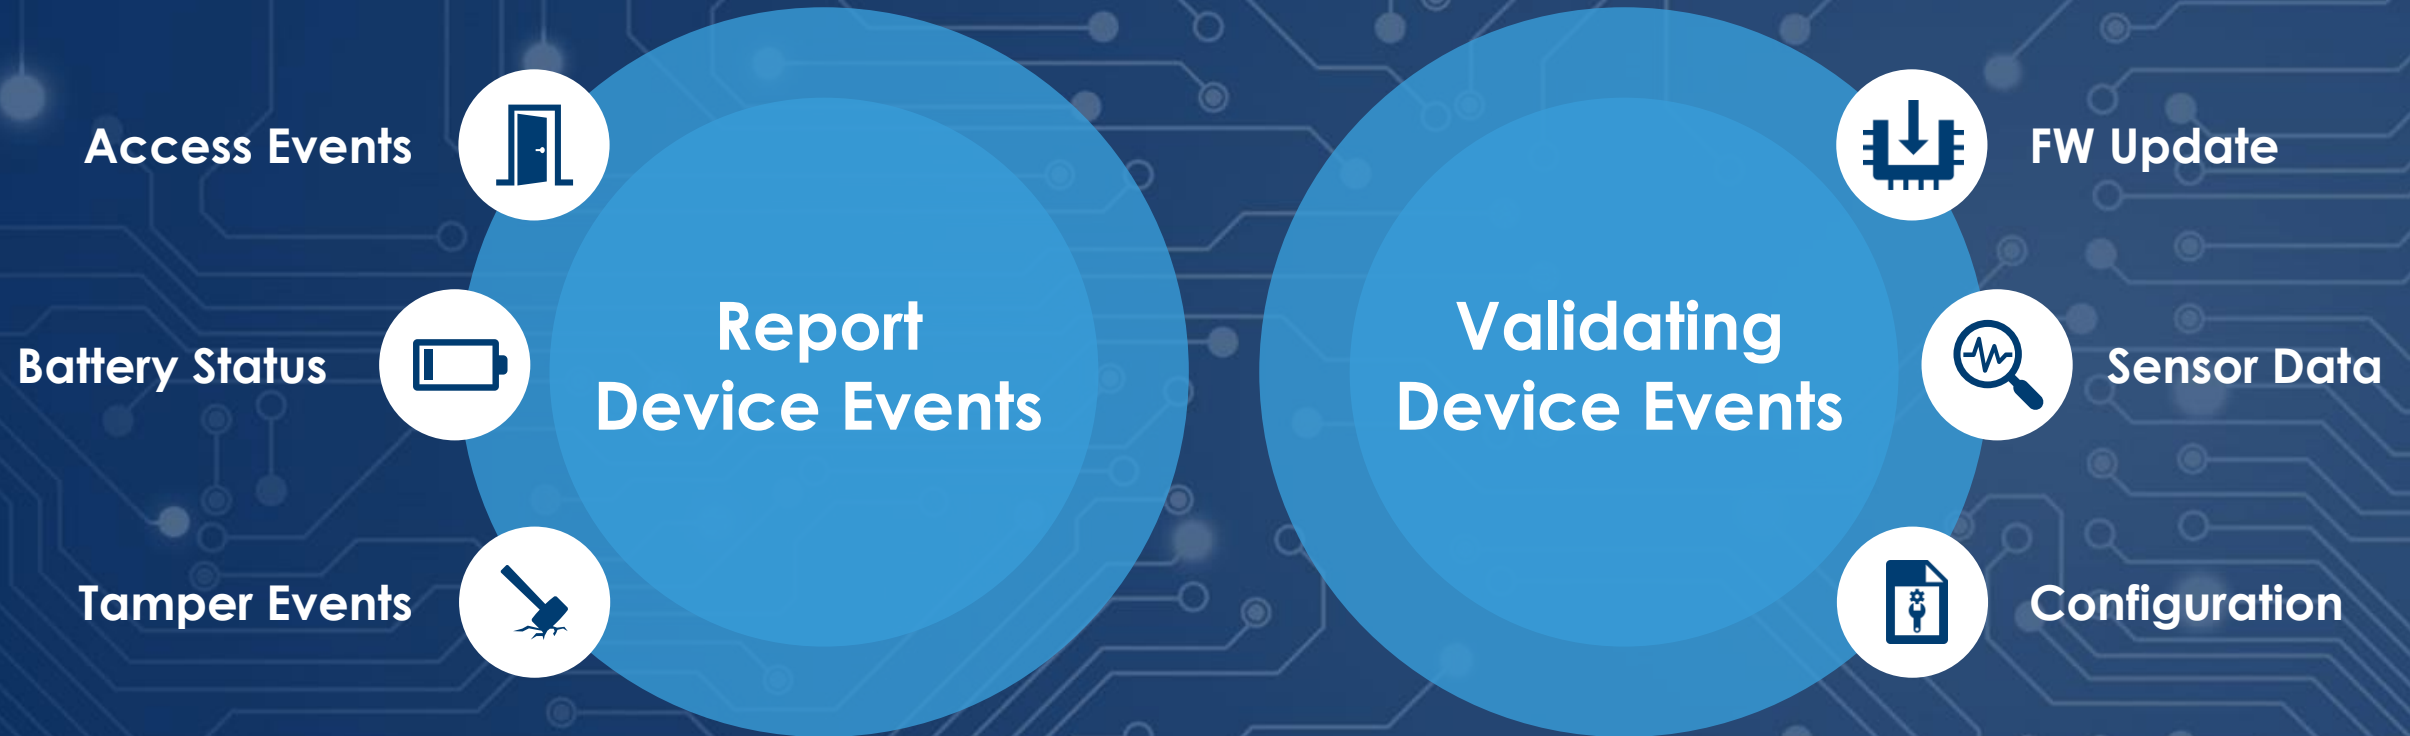 Access Events
Battery Status
Tamper Events
Report
Device Events
Validating
Device Events
FW Update
Sensor Data
Configuration